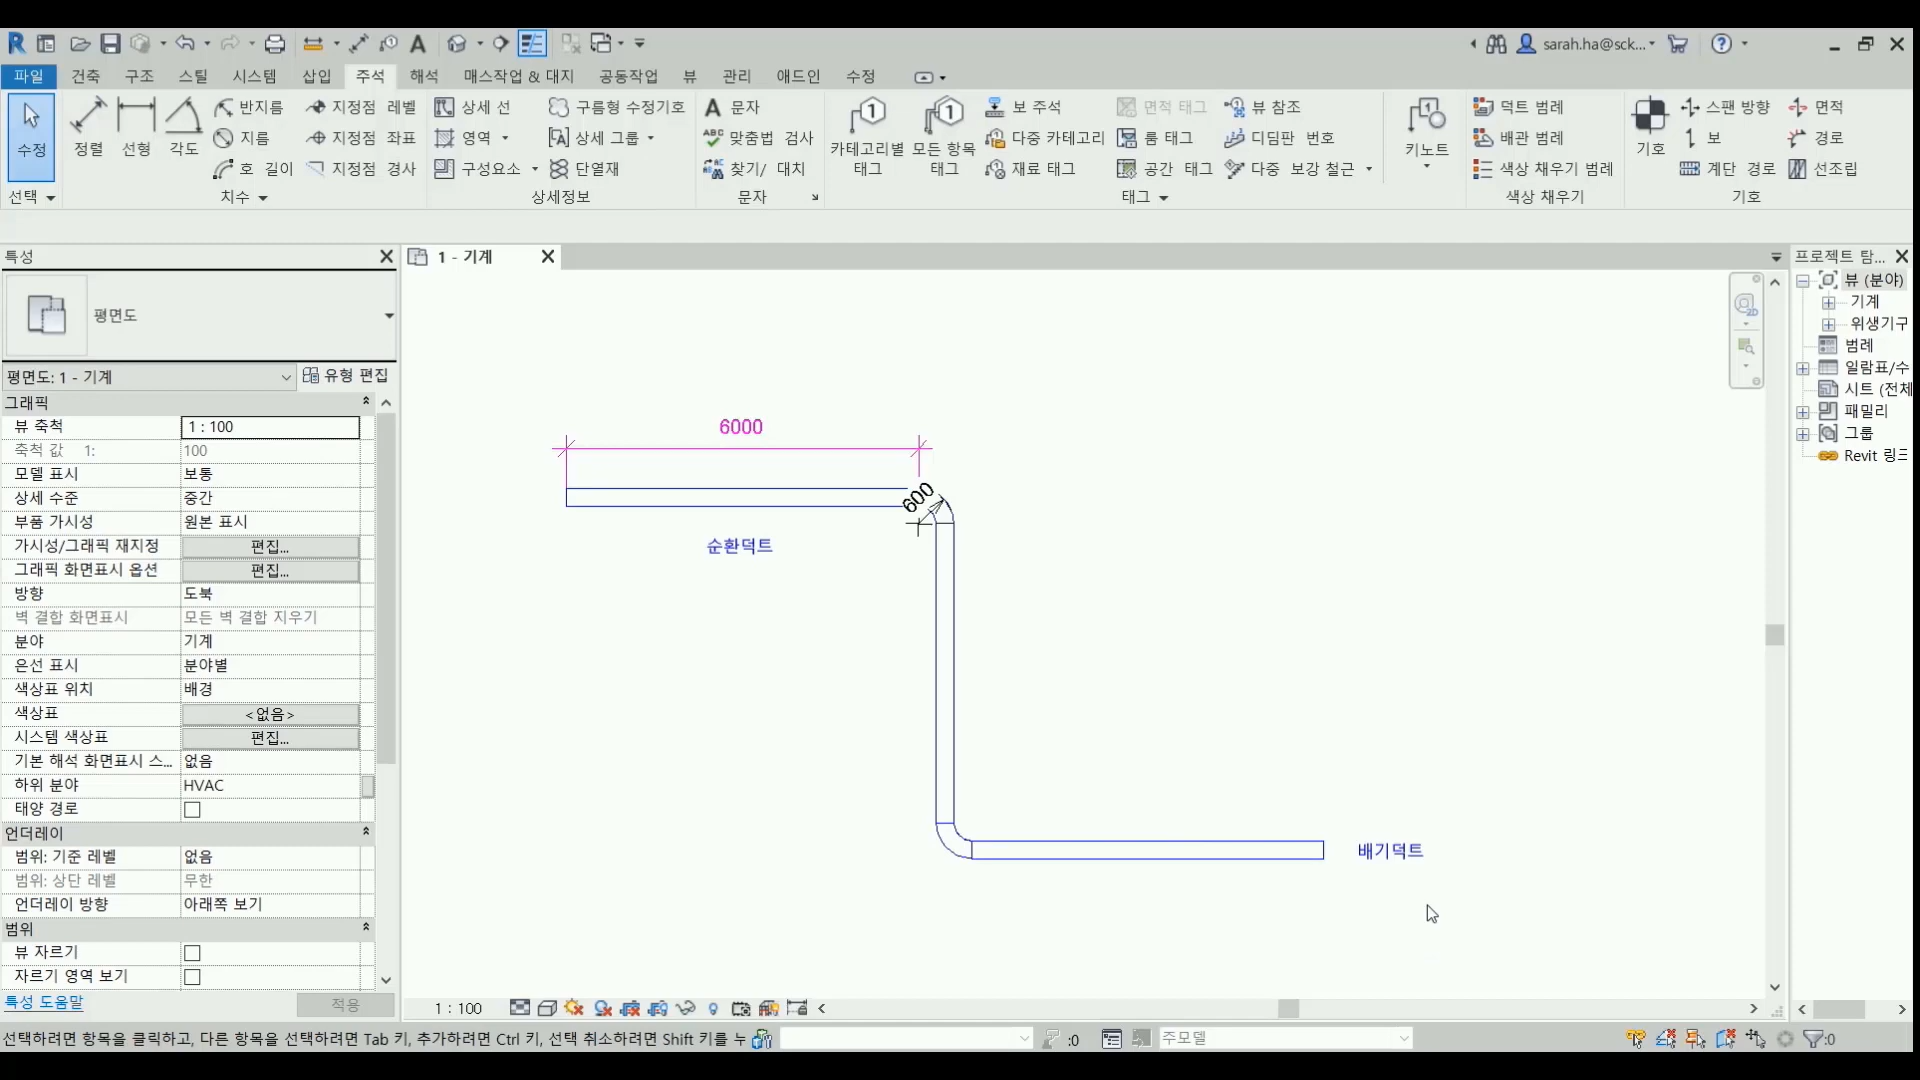 sarah.ha@sck...
파일 건축 구조 스틸 시스템 삽입 주석 해석 매스작업 & 대지 공동작업 뷰 관리 애드인 수정
반지름 지정점 레벨 상세 선 구름형 수정기호 문자 보 주석 면적 태그 뷰 참조 덕트 범례 스팬 방향 면적
수정 정렬 선형 각도 지름 지정점 좌표 영역 상세 그룹 맞춤법 검사 카테고리별 태그 모든 항목 태그 다중 카테고리 룸 태그 디딤판 번호 키노트 배관 범례 기호 보 경로
호 길이 지정점 경사 구성요소 단열재 찾기/ 대치 재료 태그 공간 태그 다중 보강 철근 색상 채우기 범례 계단 경로 선조립
선택 치수 상세정보 문자 태그 색상 채우기 기호
특성
1 - 기계
프로젝트 탐...
평면도
평면도: 1 - 기계 유형 편집
그래픽
뷰 축척 1 : 100
축척 값 1: 100
모델 표시 보통
상세 수준 중간
부품 가시성 원본 표시
가시성/그래픽 재지정 편집...
그래픽 화면표시 옵션 편집...
방향 도북
벽 결합 화면표시 모든 벽 결합 지우기
분야 기계
은선 표시 분야별
색상표 위치 배경
색상표 <없음>
시스템 색상표 편집...
기본 해석 화면표시 스... 없음
하위 분야 HVAC
태양 경로
언더레이
범위: 기준 레벨 없음
범위: 상단 레벨 무한
언더레이 방향 아래쪽 보기
범위
뷰 자르기
자르기 영역 보기
특성 도움말 적용
6000
600
순환덕트
배기덕트
뷰 (분야)
기계
위생기구
범례
일람표/수
시트 (전체
패밀리
그룹
Revit 링크
1 : 100
선택하려면 항목을 클릭하고, 다른 항목을 선택하려면 Tab 키, 추가하려면 Ctrl 키, 선택 취소하려면 Shift 키를 누
:0
주모델
:0